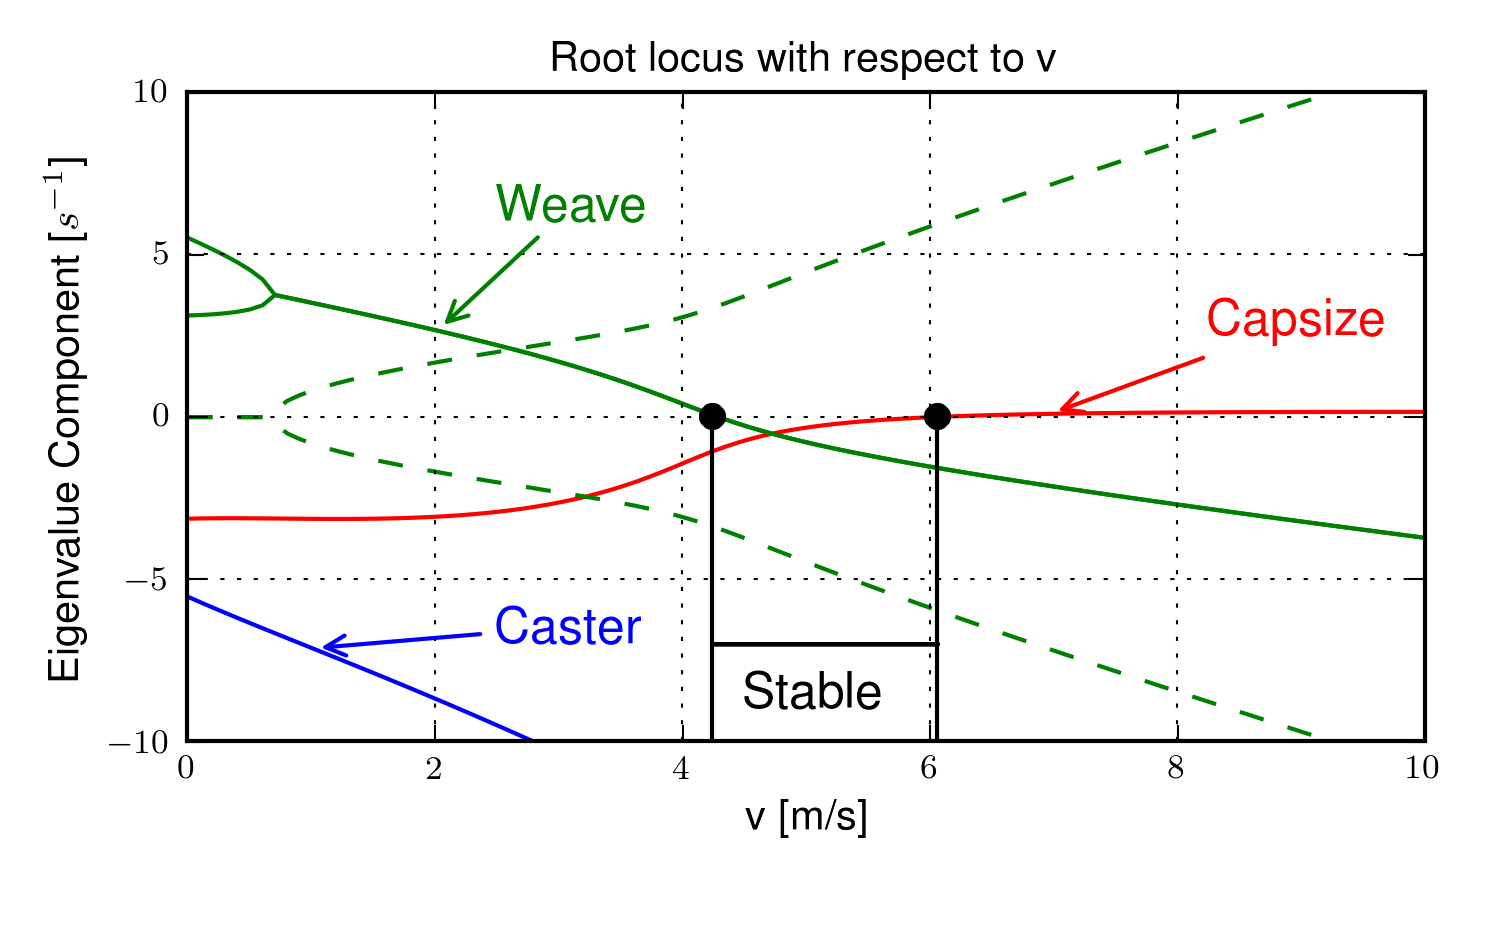 Root locus with respect to v
10
5
0
−5
−10
Eigenvalue Component [s⁻¹]
Weave
Capsize
Caster
Stable
0 2 4 6 8 10
v [m/s]